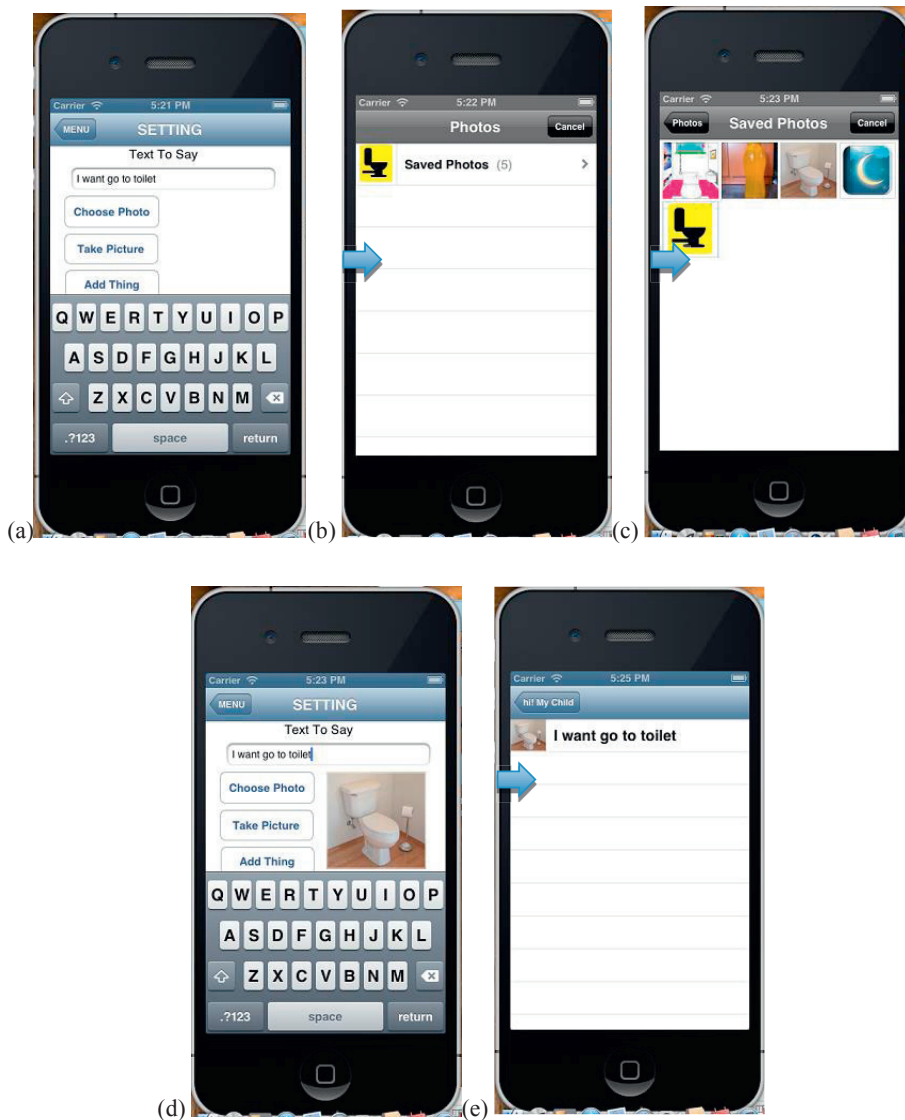 Carrier 5:21 PM
MENU SETTING
Text To Say
I want go to toilet
Choose Photo
Take Picture
Add Thing
Q W E R T Y U I O P
A S D F G H J K L
Z X C V B N M
.?123 space return
(a)
Carrier 5:22 PM
Photos Cancel
Saved Photos (5)
(b)
Carrier 5:23 PM
Photos Saved Photos Cancel
(c)
Carrier 5:23 PM
MENU SETTING
Text To Say
I want go to toilet
Choose Photo
Take Picture
Add Thing
Q W E R T Y U I O P
A S D F G H J K L
Z X C V B N M
.?123 space return
(d)
Carrier 5:25 PM
hi! My Child
I want go to toilet
(e)